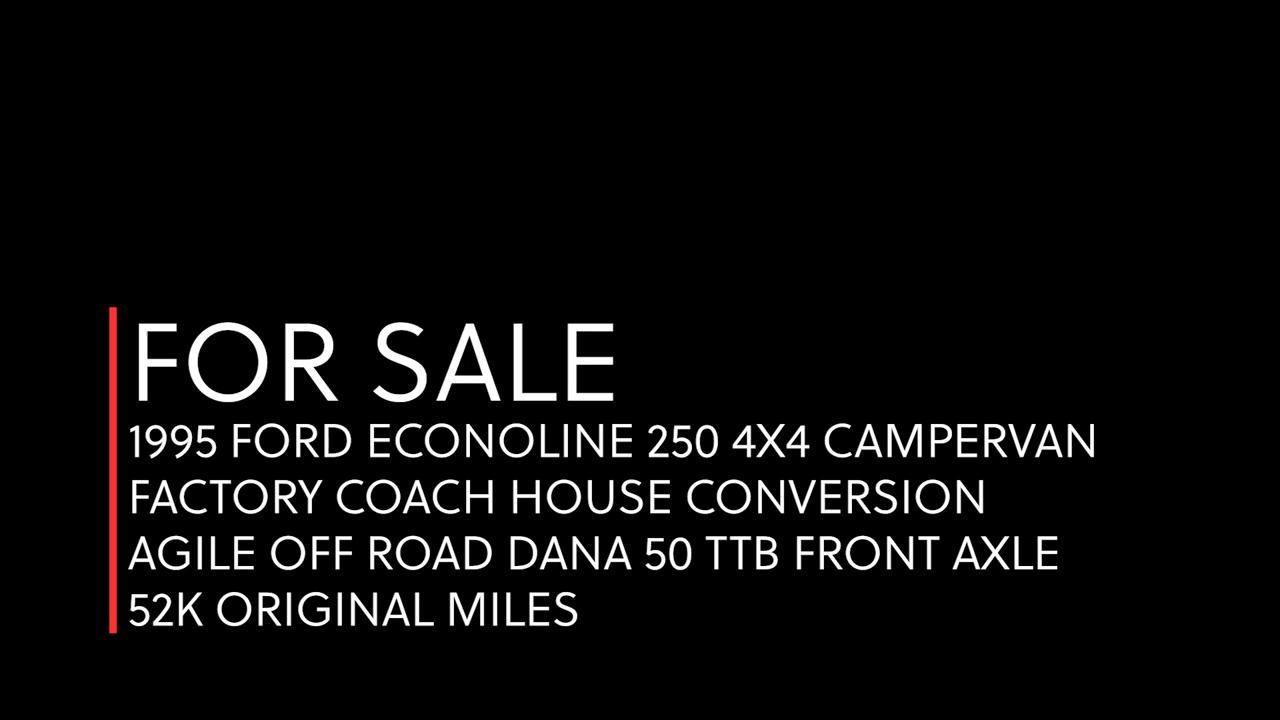 FOR SALE
1995 FORD ECONOLINE 250 4X4 CAMPERVAN
FACTORY COACH HOUSE CONVERSION
AGILE OFF ROAD DANA 50 TTB FRONT AXLE
52K ORIGINAL MILES